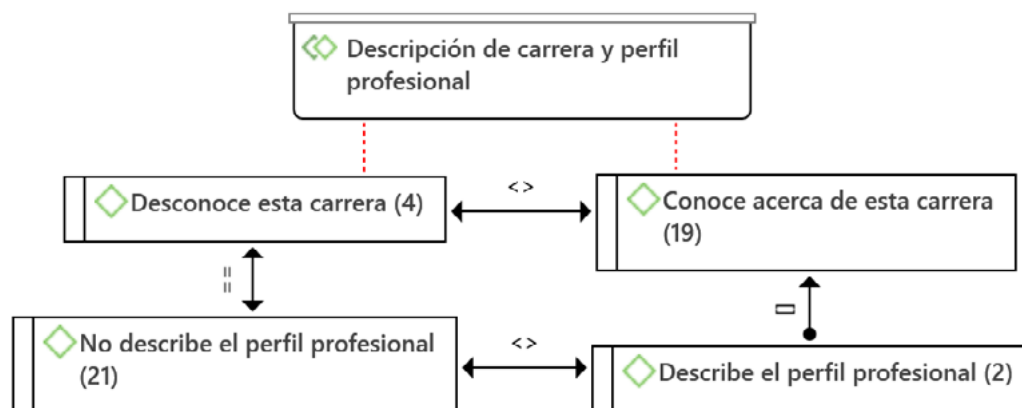 Descripción de carrera y perfil
profesional
Desconoce esta carrera (4)
<>
Conoce acerca de esta carrera
(19)
==
No describe el perfil profesional
(21)
<>
Describe el perfil profesional (2)